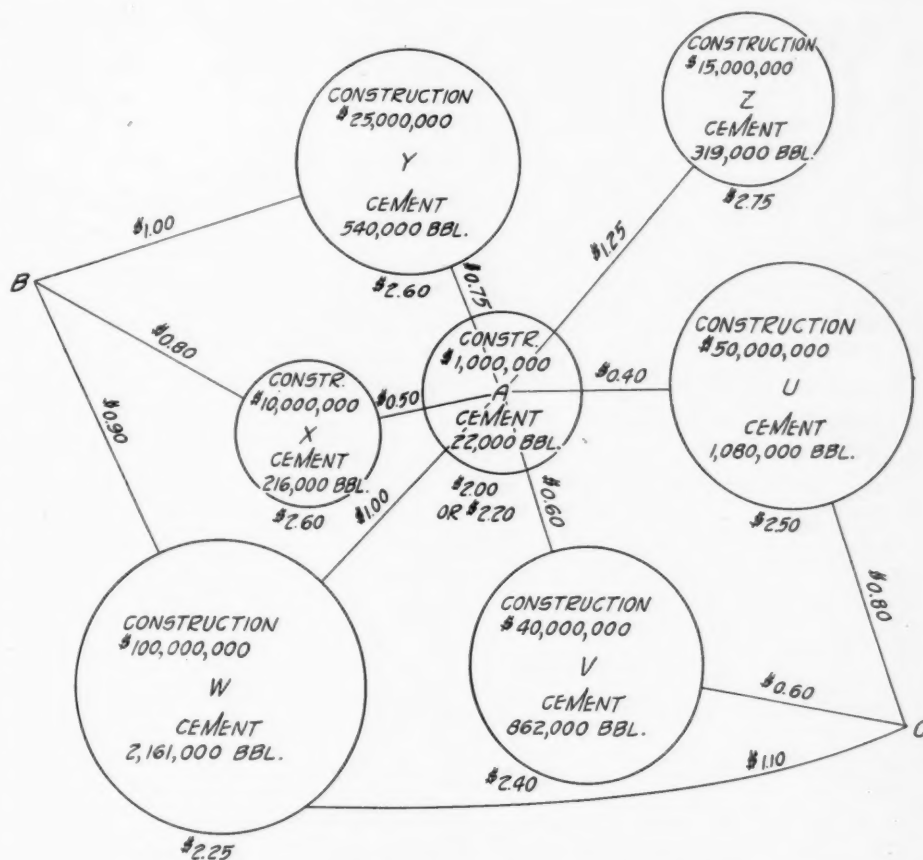 CONSTRUCTION
$25,000,000
Y
CEMENT
540,000 BBL.
$2.60
CONSTRUCTION
$15,000,000
Z
CEMENT
319,000 BBL.
$2.75
$1.00
$1.25
B
$0.75
$0.80
CONSTR.
$1,000,000
A
CEMENT
22,000 BBL.
$2.00
OR $2.20
CONSTRUCTION
$50,000,000
U
CEMENT
1,080,000 BBL.
$2.50
$0.40
CONSTR.
$10,000,000
X
CEMENT
216,000 BBL.
$2.60
$0.50
$0.90
$1.00
$0.60
$0.80
CONSTRUCTION
$100,000,000
W
CEMENT
2,161,000 BBL.
$2.25
CONSTRUCTION
$40,000,000
V
CEMENT
862,000 BBL.
$2.40
$0.60
C
$1.10